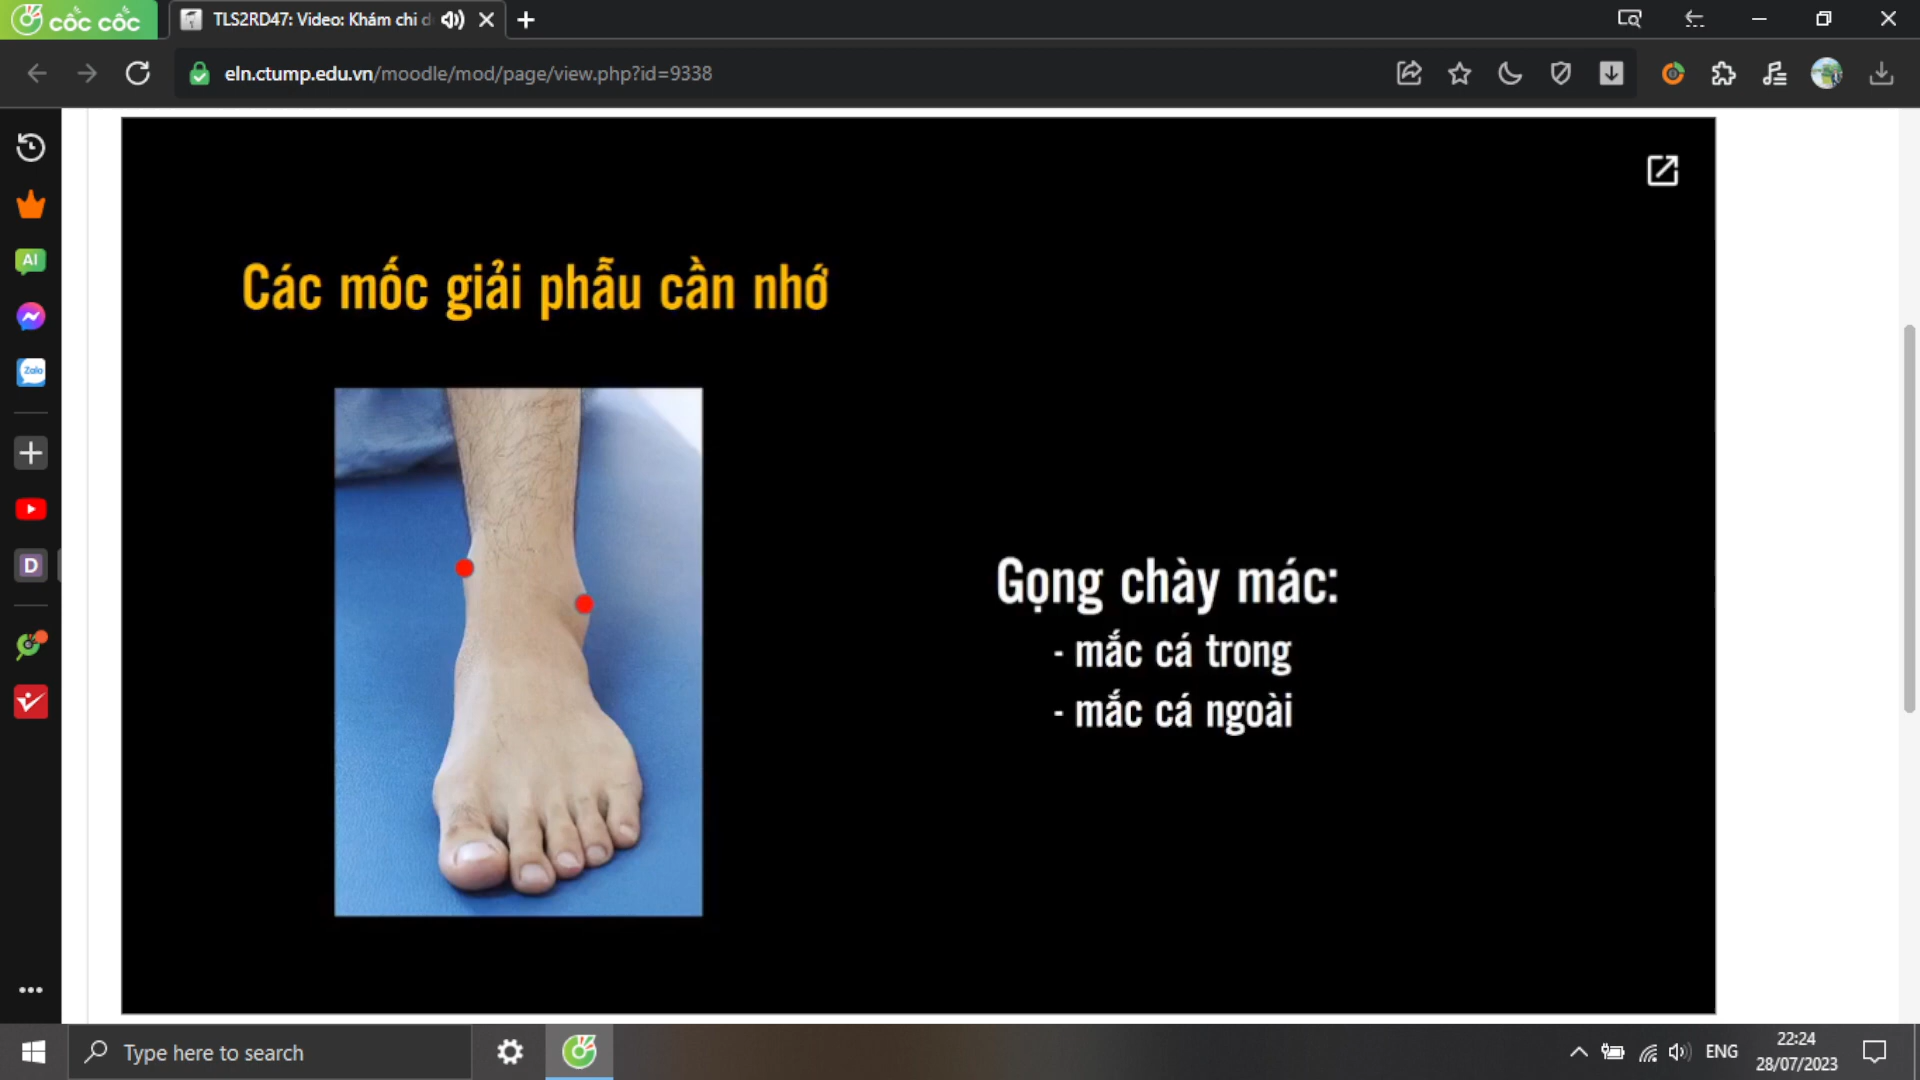 cốc cốc
TLS2RD47: Video: Khám chi d
eln.ctump.edu.vn/moodle/mod/page/view.php?id=9338
AI
Zalo
D
Các mốc giải phẫu cần nhớ
Gọng chày mác:
- mắc cá trong
- mắc cá ngoài
Type here to search
ENG
22:24
28/07/2023